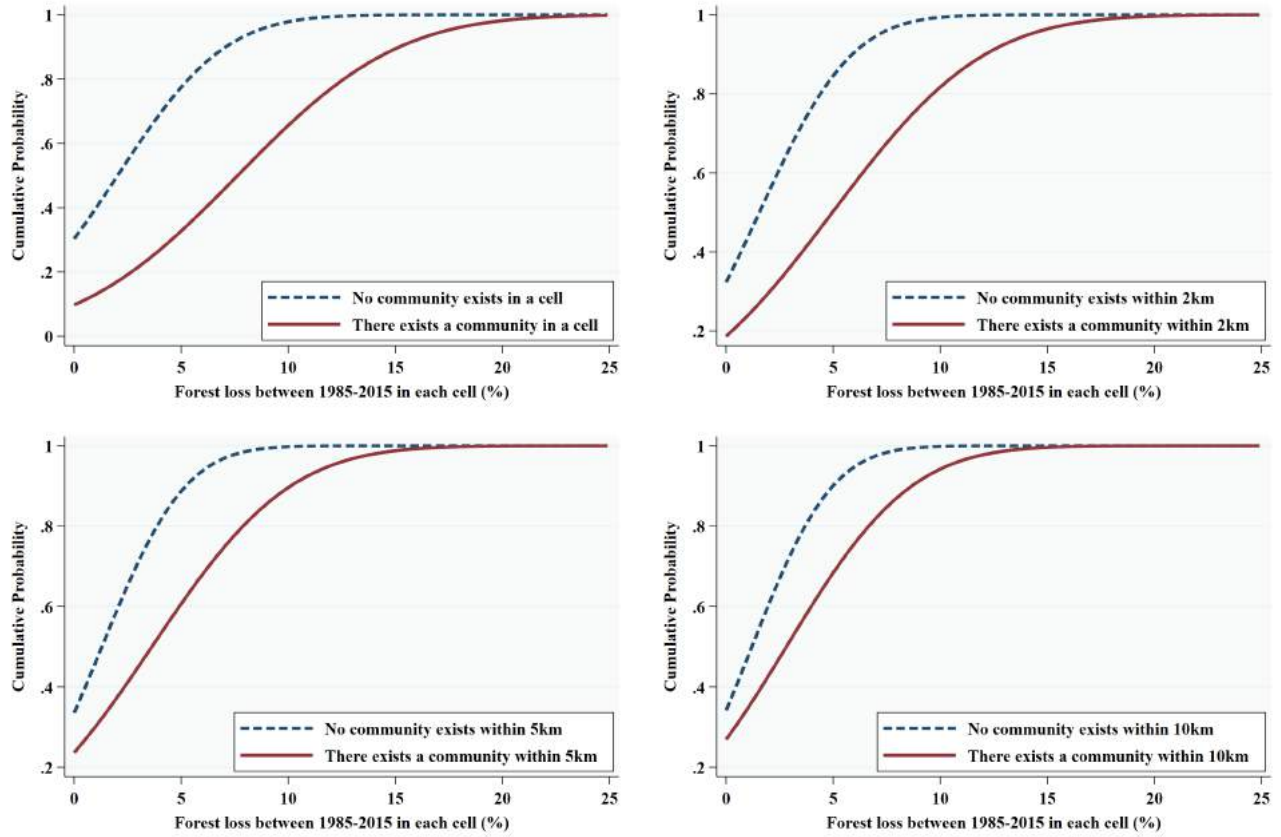 1
.8
.6
.4
.2
0
Cumulative Probability
No community exists in a cell
There exists a community in a cell
0 5 10 15 20 25
Forest loss between 1985-2015 in each cell (%)
1
.8
.6
.4
.2
Cumulative Probability
No community exists within 2km
There exists a community within 2km
0 5 10 15 20 25
Forest loss between 1985-2015 in each cell (%)
1
.8
.6
.4
.2
Cumulative Probability
No community exists within 5km
There exists a community within 5km
0 5 10 15 20 25
Forest loss between 1985-2015 in each cell (%)
1
.8
.6
.4
.2
Cumulative Probability
No community exists within 10km
There exists a community within 10km
0 5 10 15 20 25
Forest loss between 1985-2015 in each cell (%)